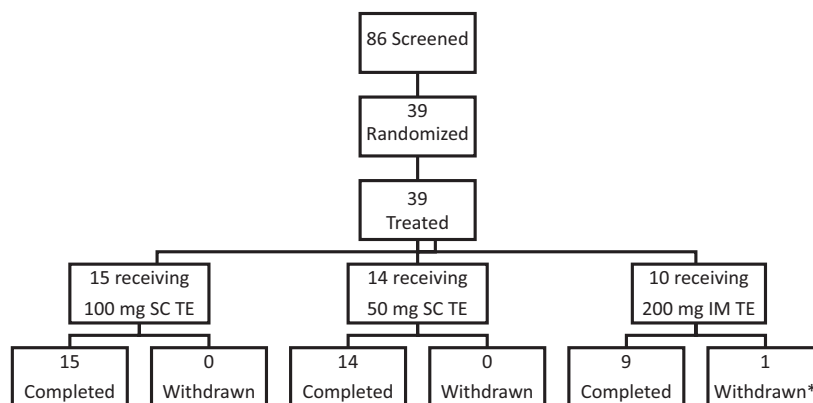 86 Screened
39
Randomized
39
Treated
15 receiving
100 mg SC TE
14 receiving
50 mg SC TE
10 receiving
200 mg IM TE
15
Completed
0
Withdrawn
14
Completed
0
Withdrawn
9
Completed
1
Withdrawn*